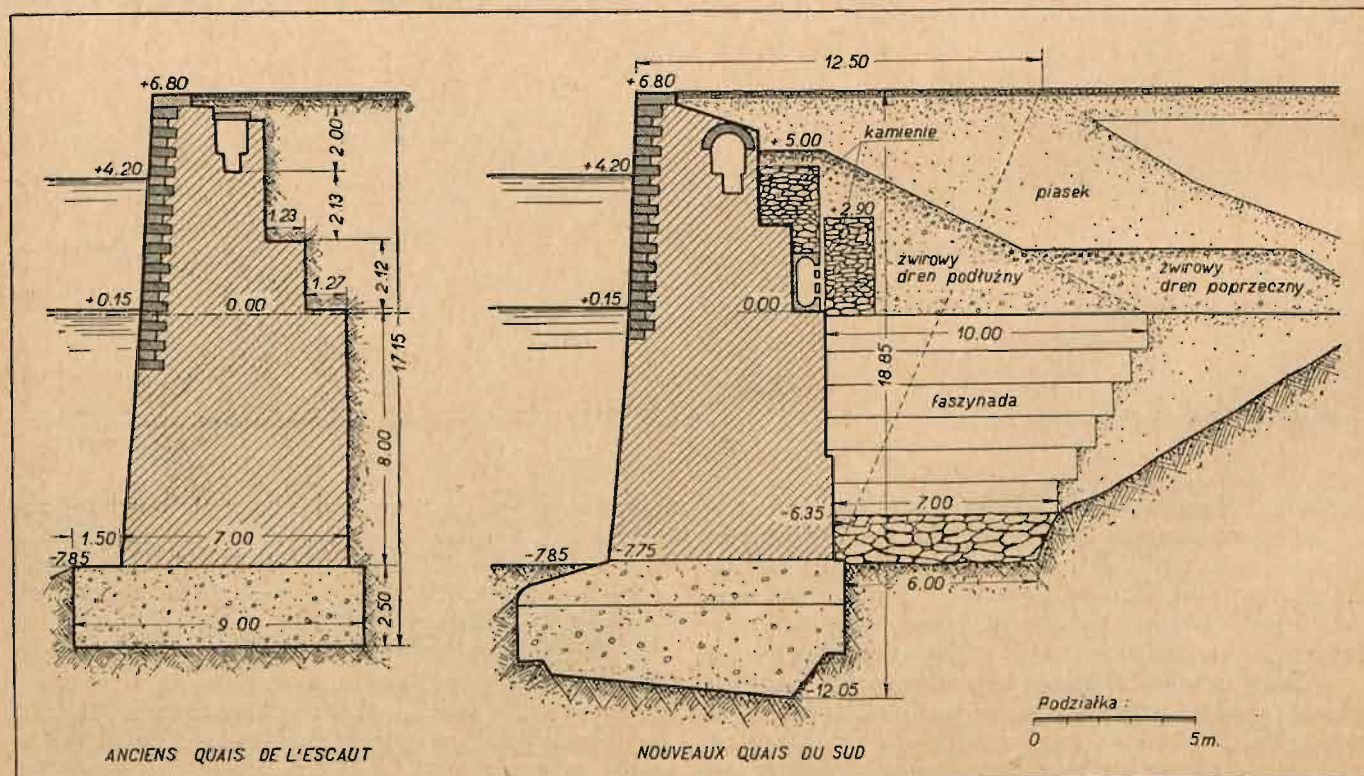 +6.80
2.00
+4.20
2.13
1.23
2.12
1.27
+0.15
0.00
17.15
8.00
1.50
7.00
-7.85
2.50
9.00
ANCIENS QUAIS DE L'ESCAUT
12.50
+6.80
kamienie
+5.00
+4.20
piasek
+2.90
żwirowy
dren podłużny
żwirowy
dren poprzeczny
+0.15
0.00
10.00
18.85
faszynada
7.00
-6.35
-7.85
-7.75
6.00
-12.05
Podziałka:
0
5m.
NOUVEAUX QUAIS DU SUD